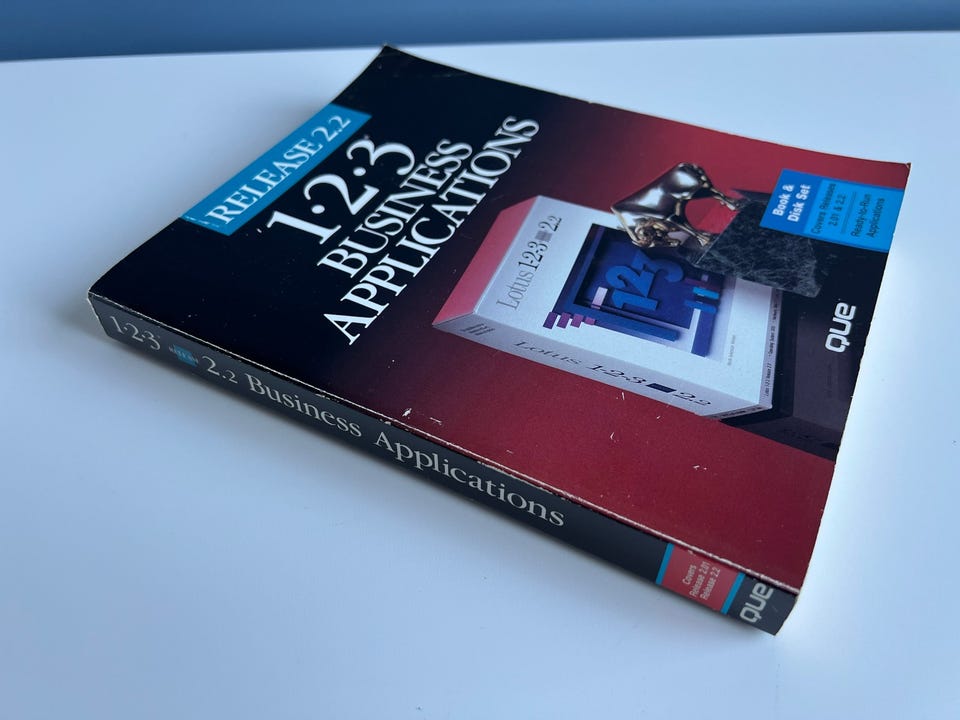 RELEASE 2.2
1·2·3
BUSINESS
APPLICATIONS
Book &
Disk Set
Covers Releases
2.01 & 2.2
Ready-to-Run
Applications
Lotus 1-2-3 2.2
123
Lotus 1-2-3 2.2
QUE
1·2·3 RELEASE 2.2 Business Applications
Covers
Release 2.01
Release 2.2
QUE